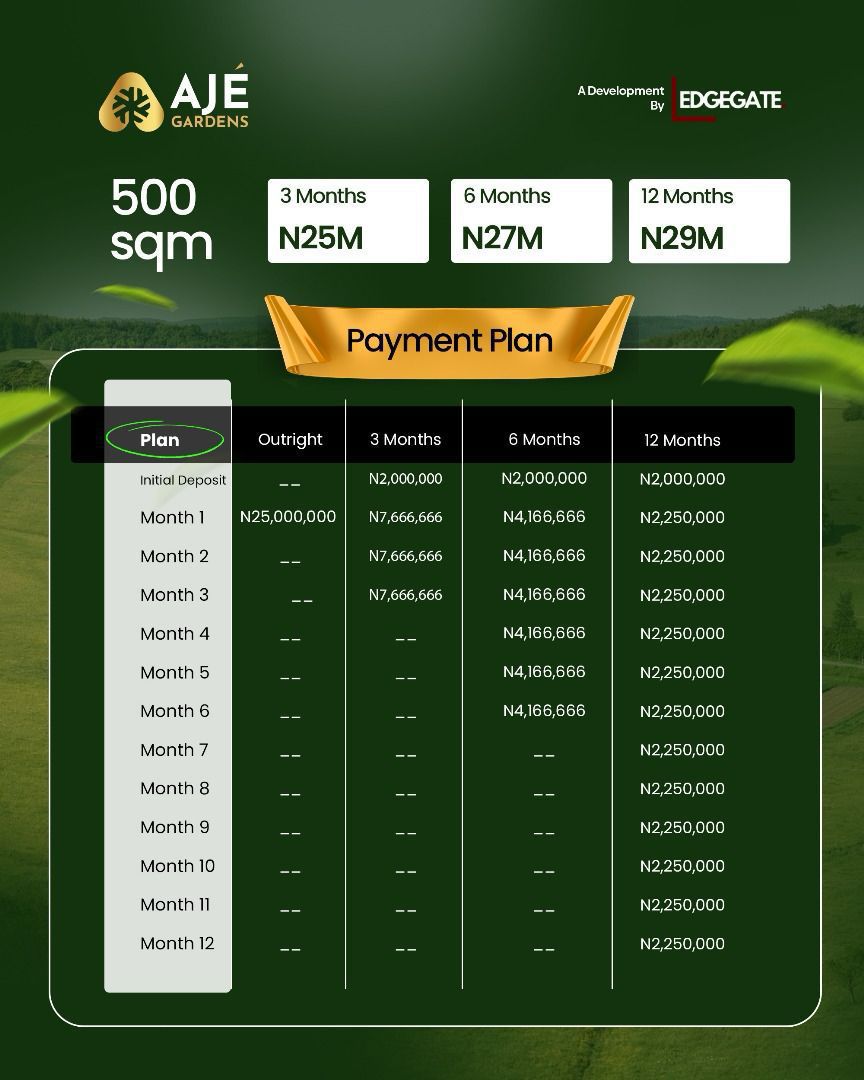 AJÉ
GARDENS
A Development
By
EDGEGATE
500
sqm
3 Months
N25M
6 Months
N27M
12 Months
N29M
Payment Plan
Plan Outright 3 Months 6 Months 12 Months
Initial Deposit __ N2,000,000 N2,000,000 N2,000,000
Month 1 N25,000,000 N7,666,666 N4,166,666 N2,250,000
Month 2 __ N7,666,666 N4,166,666 N2,250,000
Month 3 __ N7,666,666 N4,166,666 N2,250,000
Month 4 __ __ N4,166,666 N2,250,000
Month 5 __ __ N4,166,666 N2,250,000
Month 6 __ __ N4,166,666 N2,250,000
Month 7 __ __ __ N2,250,000
Month 8 __ __ __ N2,250,000
Month 9 __ __ __ N2,250,000
Month 10 __ __ __ N2,250,000
Month 11 __ __ __ N2,250,000
Month 12 __ __ __ N2,250,000